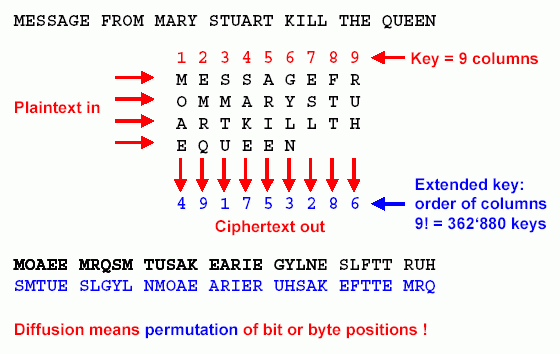 MESSAGE FROM MARY STUART KILL THE QUEEN
1 2 3 4 5 6 7 8 9
Key = 9 columns
M E S S A G E F R
Plaintext in
O M M A R Y S T U
A R T K I L L T H
E Q U E E N
4 9 1 7 5 3 2 8 6
Extended key:
order of columns
9! = 362‘880 keys
Ciphertext out
MOAEE MRQSM TUSAK EARIE GYLNE SLFTT RUH
SMTUE SLGYL NMOAE ARIER UHSAK EFTTE MRQ
Diffusion means permutation of bit or byte positions !